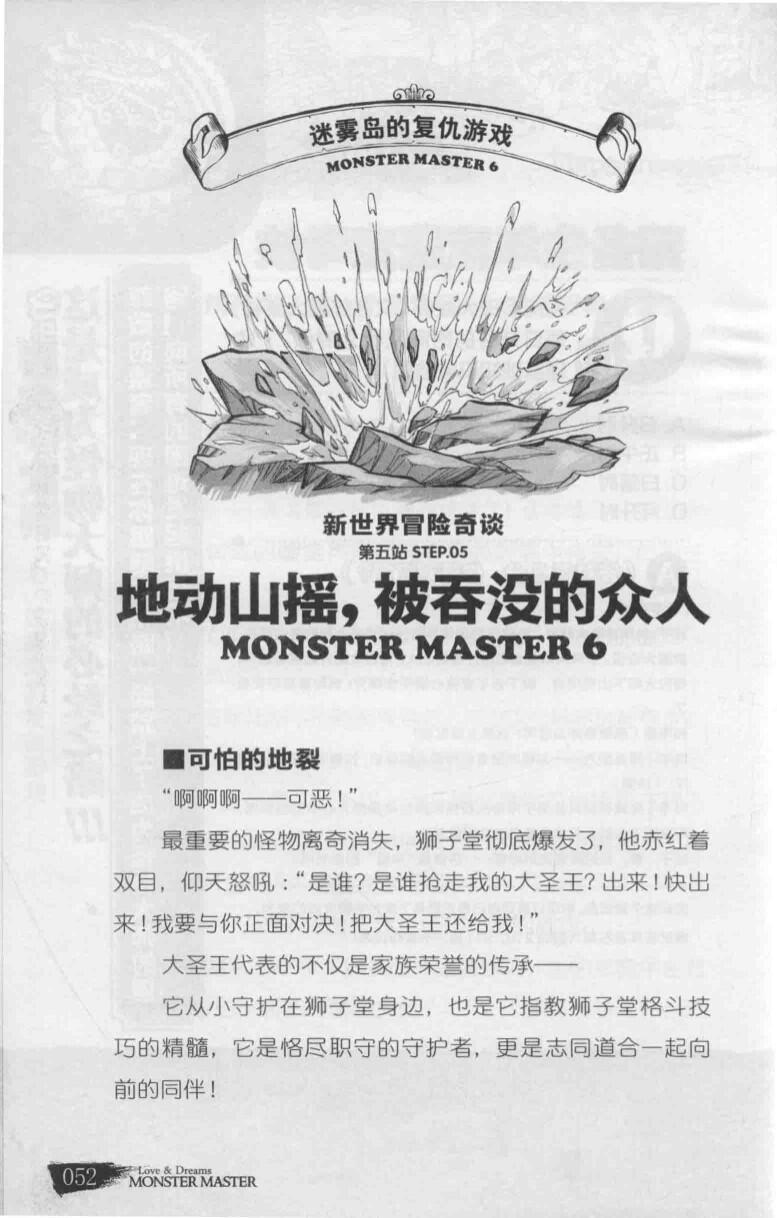 迷雾岛的复仇游戏
MONSTER MASTER 6
新世界冒险奇谈
第五站 STEP.05
地动山摇，被吞没的众人
MONSTER MASTER 6
■可怕的地裂
“啊啊啊——可恶！”
最重要的怪物离奇消失，狮子堂彻底爆发了，他赤红着
双目，仰天怒吼：“是谁？是谁抢走我的大圣王？出来！快出
来！我要与你正面对决！把大圣王还给我！”
大圣王代表的不仅是家族荣誉的传承——
它从小守护在狮子堂身边，也是它指教狮子堂格斗技
巧的精髓，它是恪尽职守的守护者，更是志同道合一起向
前的同伴！
052
Love & Dreams
MONSTER MASTER